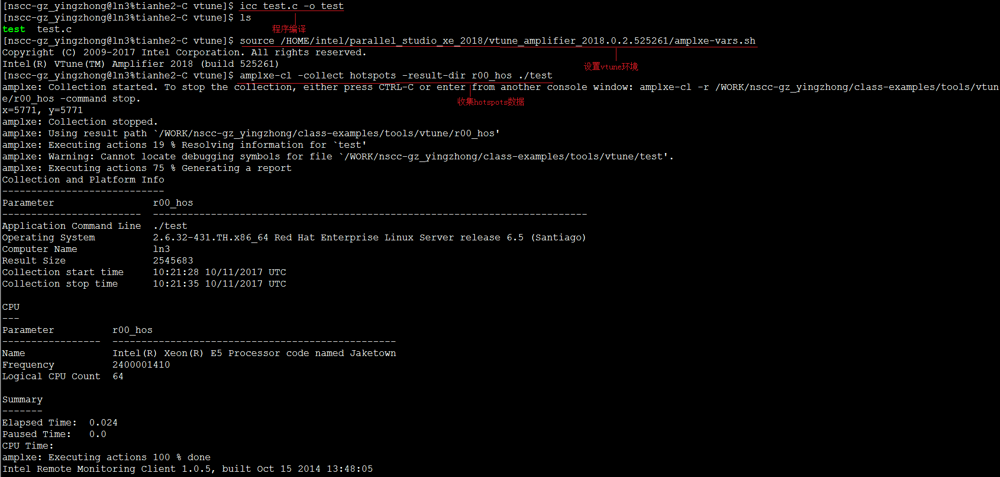 [nscc-gz_yingzhong@ln3%tianhe2-C vtune]$ icc test.c -o test
[nscc-gz_yingzhong@ln3%tianhe2-C vtune]$ ls
程序编译
test  test.c
[nscc-gz_yingzhong@ln3%tianhe2-C vtune]$ source /HOME/intel/parallel_studio_xe_2018/vtune_amplifier_2018.0.2.525261/amplxe-vars.sh
Copyright (C) 2009-2017 Intel Corporation. All rights reserved.
Intel(R) VTune(TM) Amplifier 2018 (build 525261)
设置vtune环境
[nscc-gz_yingzhong@ln3%tianhe2-C vtune]$ amplxe-cl -collect hotspots -result-dir r00_hos ./test
amplxe: Collection started. To stop the collection, either press CTRL-C or enter from another console window: amplxe-cl -r /WORK/nscc-gz_yingzhong/class-examples/tools/vtun
e/r00_hos -command stop.
收集hotspots数据
x=5771, y=5771
amplxe: Collection stopped.
amplxe: Using result path `/WORK/nscc-gz_yingzhong/class-examples/tools/vtune/r00_hos'
amplxe: Executing actions 19 % Resolving information for `test'
amplxe: Warning: Cannot locate debugging symbols for file `/WORK/nscc-gz_yingzhong/class-examples/tools/vtune/test'.
amplxe: Executing actions 75 % Generating a report
Collection and Platform Info
----------------------------
Parameter                 r00_hos
------------------------  ---------------------------------------------------------------------------
Application Command Line  ./test
Operating System          2.6.32-431.TH.x86_64 Red Hat Enterprise Linux Server release 6.5 (Santiago)
Computer Name             ln3
Result Size               2545683
Collection start time     10:21:28 10/11/2017 UTC
Collection stop time      10:21:35 10/11/2017 UTC
CPU
---
Parameter          r00_hos
-----------------  -------------------------------------------------
Name               Intel(R) Xeon(R) E5 Processor code named Jaketown
Frequency          2400001410
Logical CPU Count  64
Summary
-------
Elapsed Time:  0.024
Paused Time:   0.0
CPU Time:
amplxe: Executing actions 100 % done
Intel Remote Monitoring Client 1.0.5, built Oct 15 2014 13:48:05